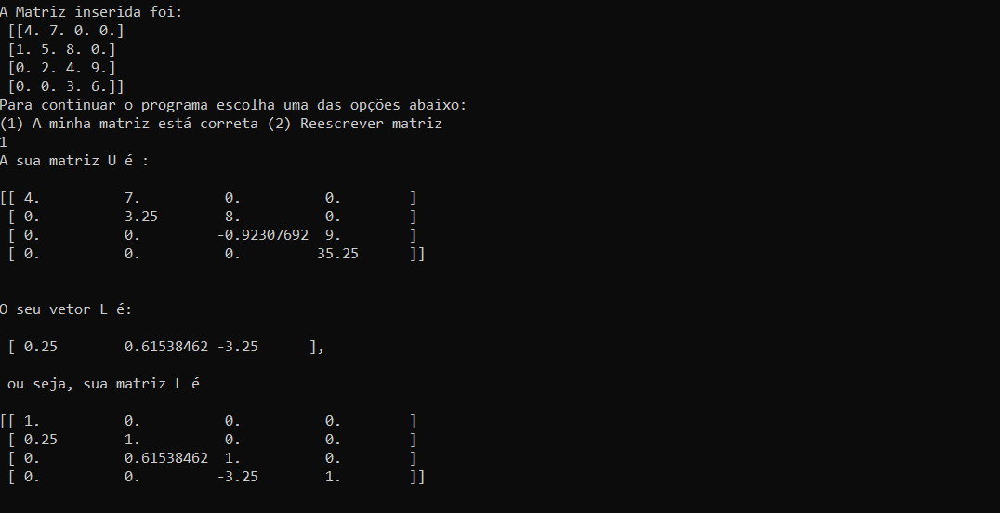 A Matriz inserida foi:
[[4. 7. 0. 0.]
[1. 5. 8. 0.]
[0. 2. 4. 9.]
[0. 0. 3. 6.]]
Para continuar o programa escolha uma das opções abaixo:
(1) A minha matriz está correta (2) Reescrever matriz
1
A sua matriz U é :
[[ 4. 7. 0. 0. ]
[ 0. 3.25 8. 0. ]
[ 0. 0. -0.92307692 9. ]
[ 0. 0. 0. 35.25 ]]
O seu vetor L é:
[ 0.25 0.61538462 -3.25 ],
ou seja, sua matriz L é
[[ 1. 0. 0. 0. ]
[ 0.25 1. 0. 0. ]
[ 0. 0.61538462 1. 0. ]
[ 0. 0. -3.25 1. ]]